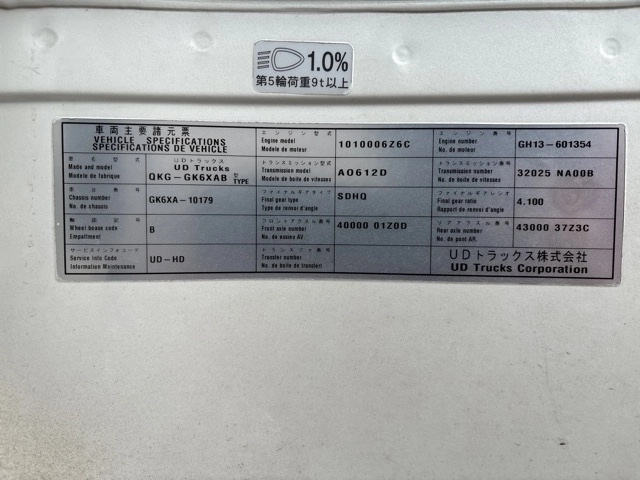 1.0%
第5輪荷重9t以上
車両主要諸元票
VEHICLE SPECIFICATIONS
SPECIFICATIONS DE VEHICLE
エンジン型式
Engine model
Modele de moteur
1010006Z6C
エンジン番号
Engine number
No. de moteur
GH13-601354
車名型式
Made and model
Modele de fabrique
UDトラックス
UD Trucks
QKG-GK6XAB
TYPE
トランスミッション型式
Transmission model
Modele de boite de vitesses
AO612D
トランスミッション番号
Transmission number
No. de boite de vitesses
32025 NA00B
車台番号
Chassis number
No. de chassis
GK6XA-10179
ファイナルギアタイプ
Final gear type
Type de renvoi d'angle
SDHQ
ファイナルギアレシオ
Final gear ratio
Rapport de renvoi d'angle
4.100
軸距記号
Wheel base code
Empattement
B
フロントアクスル番号
Front axle number
No. de essieu AV.
40000 01Z0D
リアアクスル番号
Rear axle number
No. de pont AR.
43000 37Z3C
サービスインフォコード
Service Info Code
Information Maintenance
UD-HD
トランスファ番号
Transfer number
No. de boite de transfert
UDトラックス株式会社
UD Trucks Corporation